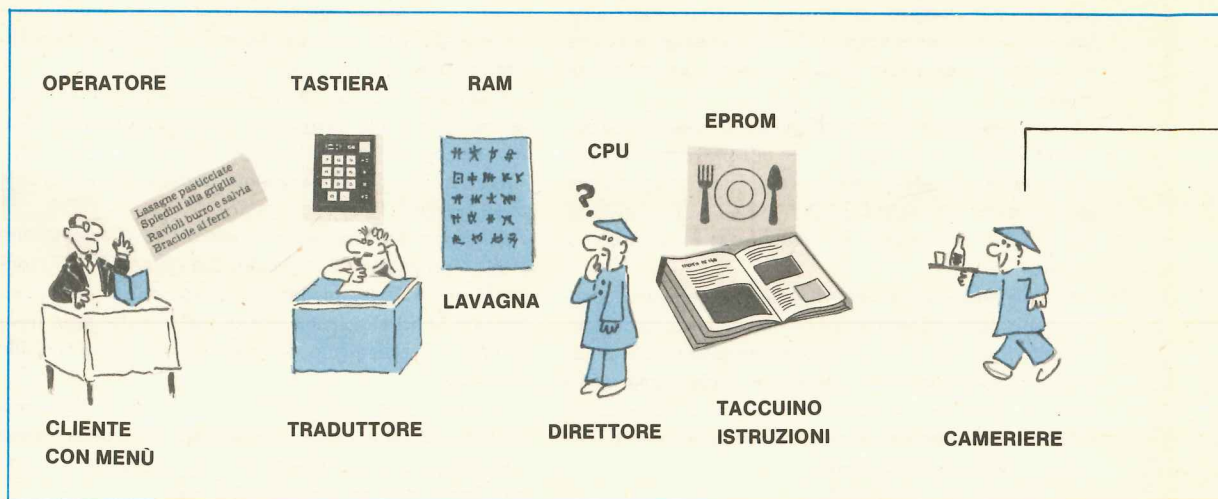 OPERATORE
TASTIERA
RAM
EPROM
CPU
Lasagne pasticciate
Spiedini alla griglia
Ravioli burro e salvia
Braciole ai ferri
?
LAVAGNA
CLIENTE
CON MENÙ
TRADUTTORE
DIRETTORE
TACCUINO
ISTRUZIONI
CAMERIERE